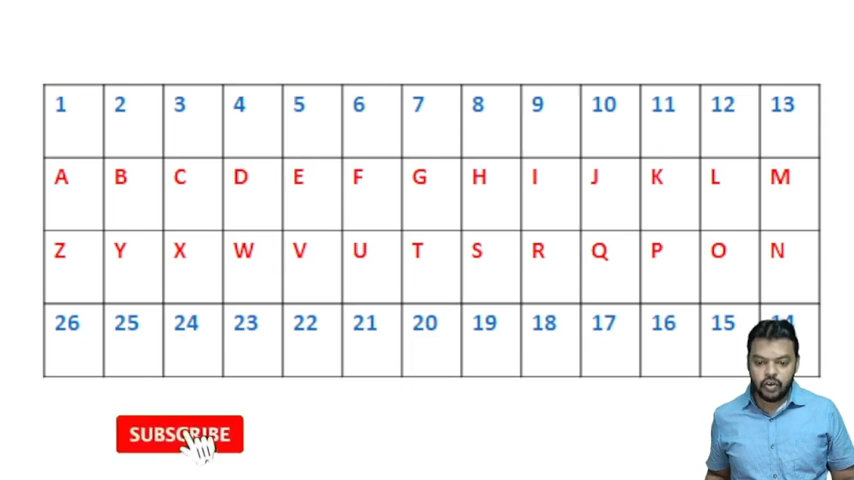 1 2 3 4 5 6 7 8 9 10 11 12 13
A B C D E F G H I J K L M
Z Y X W V U T S R Q P O N
26 25 24 23 22 21 20 19 18 17 16 15
SUBSCRIBE